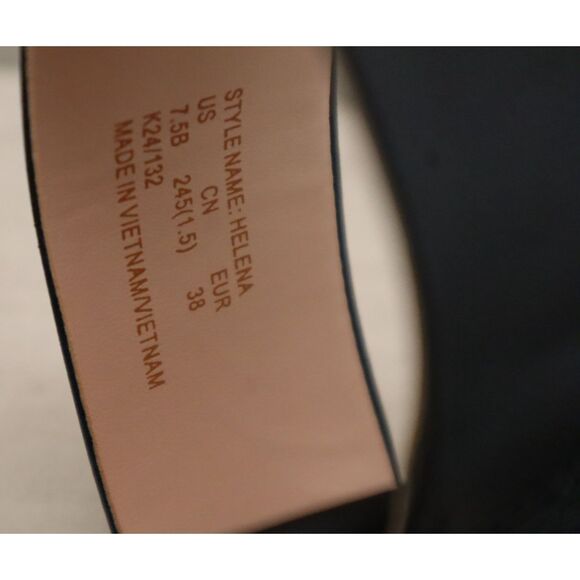 STYLE NAME: HELENA
US CN EUR
7.5B 245(1.5) 38
K24/132
MADE IN VIETNAM/VIETNAM